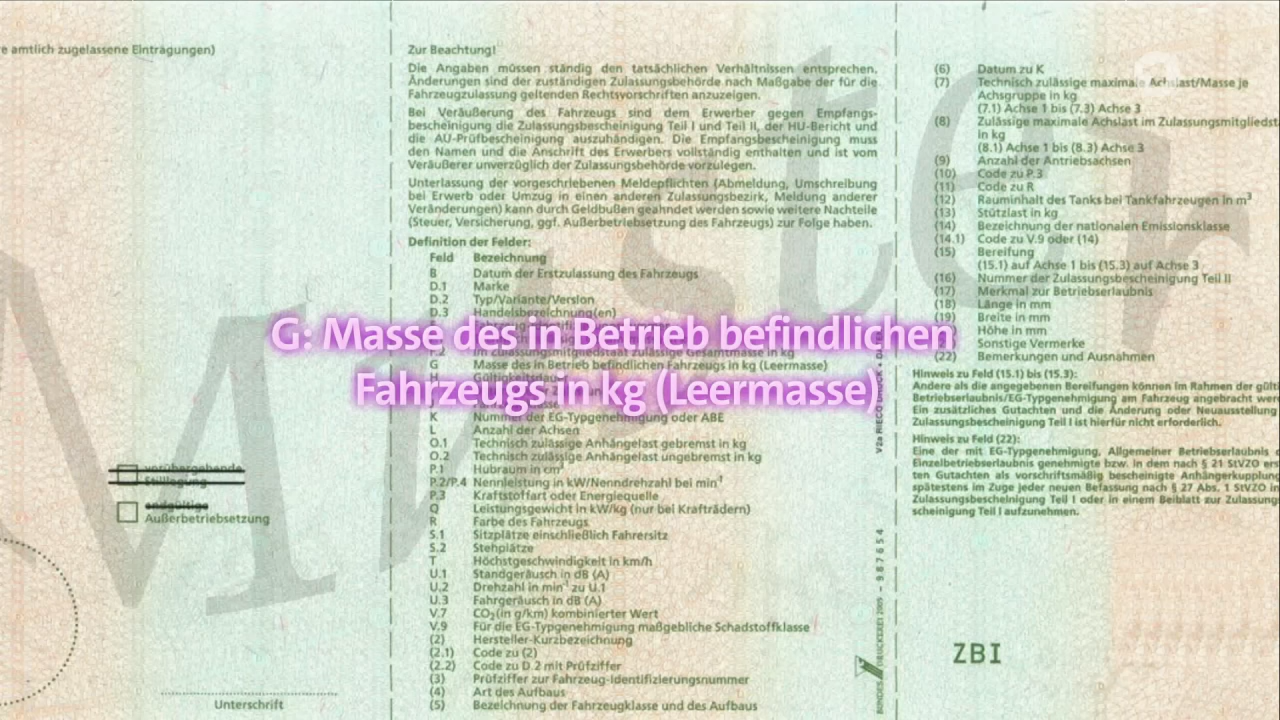 e amtlich zugelassene Eintragungen)
vorübergehende
Stilllegung
endgültige
Außerbetriebsetzung
Unterschrift
Zur Beachtung!
Die Angaben müssen ständig den tatsächlichen Verhältnissen entsprechen.
Änderungen sind der zuständigen Zulassungsbehörde nach Maßgabe der für die
Fahrzeugzulassung geltenden Rechtsvorschriften anzuzeigen.
Bei Veräußerung des Fahrzeugs sind dem Erwerber gegen Empfangs-
bescheinigung die Zulassungsbescheinigung Teil I und Teil II, der HU-Bericht und
die AU-Prüfbescheinigung auszuhändigen. Die Empfangsbescheinigung muss
den Namen und die Anschrift des Erwerbers vollständig enthalten und ist vom
Veräußerer unverzüglich der Zulassungsbehörde vorzulegen.
Unterlassung der vorgeschriebenen Meldepflichten (Abmeldung, Umschreibung
bei Erwerb oder Umzug in einen anderen Zulassungsbezirk, Meldung anderer
Veränderungen) kann durch Geldbußen geahndet werden sowie weitere Nachteile
(Steuer, Versicherung, ggf. Außerbetriebsetzung des Fahrzeugs) zur Folge haben.
Definition der Felder:
Feld Bezeichnung
B Datum der Erstzulassung des Fahrzeugs
D.1 Marke
D.2 Typ/Variante/Version
D.3 Handelsbezeichnung(en)
G: Masse des in Betrieb befindlichen
F.2 Im Zulassungsmitgliedstaat zulässige Gesamtmasse in kg
G Masse des in Betrieb befindlichen Fahrzeugs in kg (Leermasse)
H Gültigkeitsdauer
Fahrzeugs in kg (Leermasse)
K Nummer der EG-Typgenehmigung oder ABE
L Anzahl der Achsen
O.1 Technisch zulässige Anhängelast gebremst in kg
O.2 Technisch zulässige Anhängelast ungebremst in kg
P.1 Hubraum in cm³
P.2/P.4 Nennleistung in kW/Nenndrehzahl bei min⁻¹
P.3 Kraftstoffart oder Energiequelle
Q Leistungsgewicht in kW/kg (nur bei Krafträdern)
R Farbe des Fahrzeugs
S.1 Sitzplätze einschließlich Fahrersitz
S.2 Stehplätze
T Höchstgeschwindigkeit in km/h
U.1 Standgeräusch in dB (A)
U.2 Drehzahl in min⁻¹ zu U.1
U.3 Fahrgeräusch in dB (A)
V.7 CO₂(in g/km) kombinierter Wert
V.9 Für die EG-Typgenehmigung maßgebliche Schadstoffklasse
(2) Hersteller-Kurzbezeichnung
(2.1) Code zu (2)
(2.2) Code zu D.2 mit Prüfziffer
(3) Prüfziffer zur Fahrzeug-Identifizierungsnummer
(4) Art des Aufbaus
(5) Bezeichnung der Fahrzeugklasse und des Aufbaus
BUNDESDRUCKEREI 2005 - 9 8 7 6 5 4
(6) Datum zu K
(7) Technisch zulässige maximale Achslast/Masse je
Achsgruppe in kg
(7.1) Achse 1 bis (7.3) Achse 3
(8) Zulässige maximale Achslast im Zulassungsmitgliedst
in kg
(8.1) Achse 1 bis (8.3) Achse 3
(9) Anzahl der Antriebsachsen
(10) Code zu P.3
(11) Code zu R
(12) Rauminhalt des Tanks bei Tankfahrzeugen in m³
(13) Stützlast in kg
(14) Bezeichnung der nationalen Emissionsklasse
(14.1) Code zu V.9 oder (14)
(15) Bereifung
(15.1) auf Achse 1 bis (15.3) auf Achse 3
(16) Nummer der Zulassungsbescheinigung Teil II
(17) Merkmal zur Betriebserlaubnis
(18) Länge in mm
(19) Breite in mm
Höhe in mm
Sonstige Vermerke
(22) Bemerkungen und Ausnahmen
Hinweis zu Feld (15.1) bis (15.3):
Andere als die angegebenen Bereifungen können im Rahmen der gült
Betriebserlaubnis/EG-Typgenehmigung am Fahrzeug angebracht wer
Ein zusätzliches Gutachten und die Änderung oder Neuausstellung
Zulassungsbescheinigung Teil I ist hierfür nicht erforderlich.
Hinweis zu Feld (22):
Eine der mit EG-Typgenehmigung, Allgemeiner Betriebserlaubnis o
Einzelbetriebserlaubnis genehmigte bzw. in dem nach § 21 StVZO ers
ten Gutachten als vorschriftsmäßig bescheinigte Anhängerkupplun
spätestens im Zuge jeder neuen Befassung nach § 27 Abs. 1 StVZO in
Zulassungsbescheinigung Teil I oder in einem Beiblatt zur Zulassung
scheinigung Teil I aufzunehmen.
ZBI
Muster